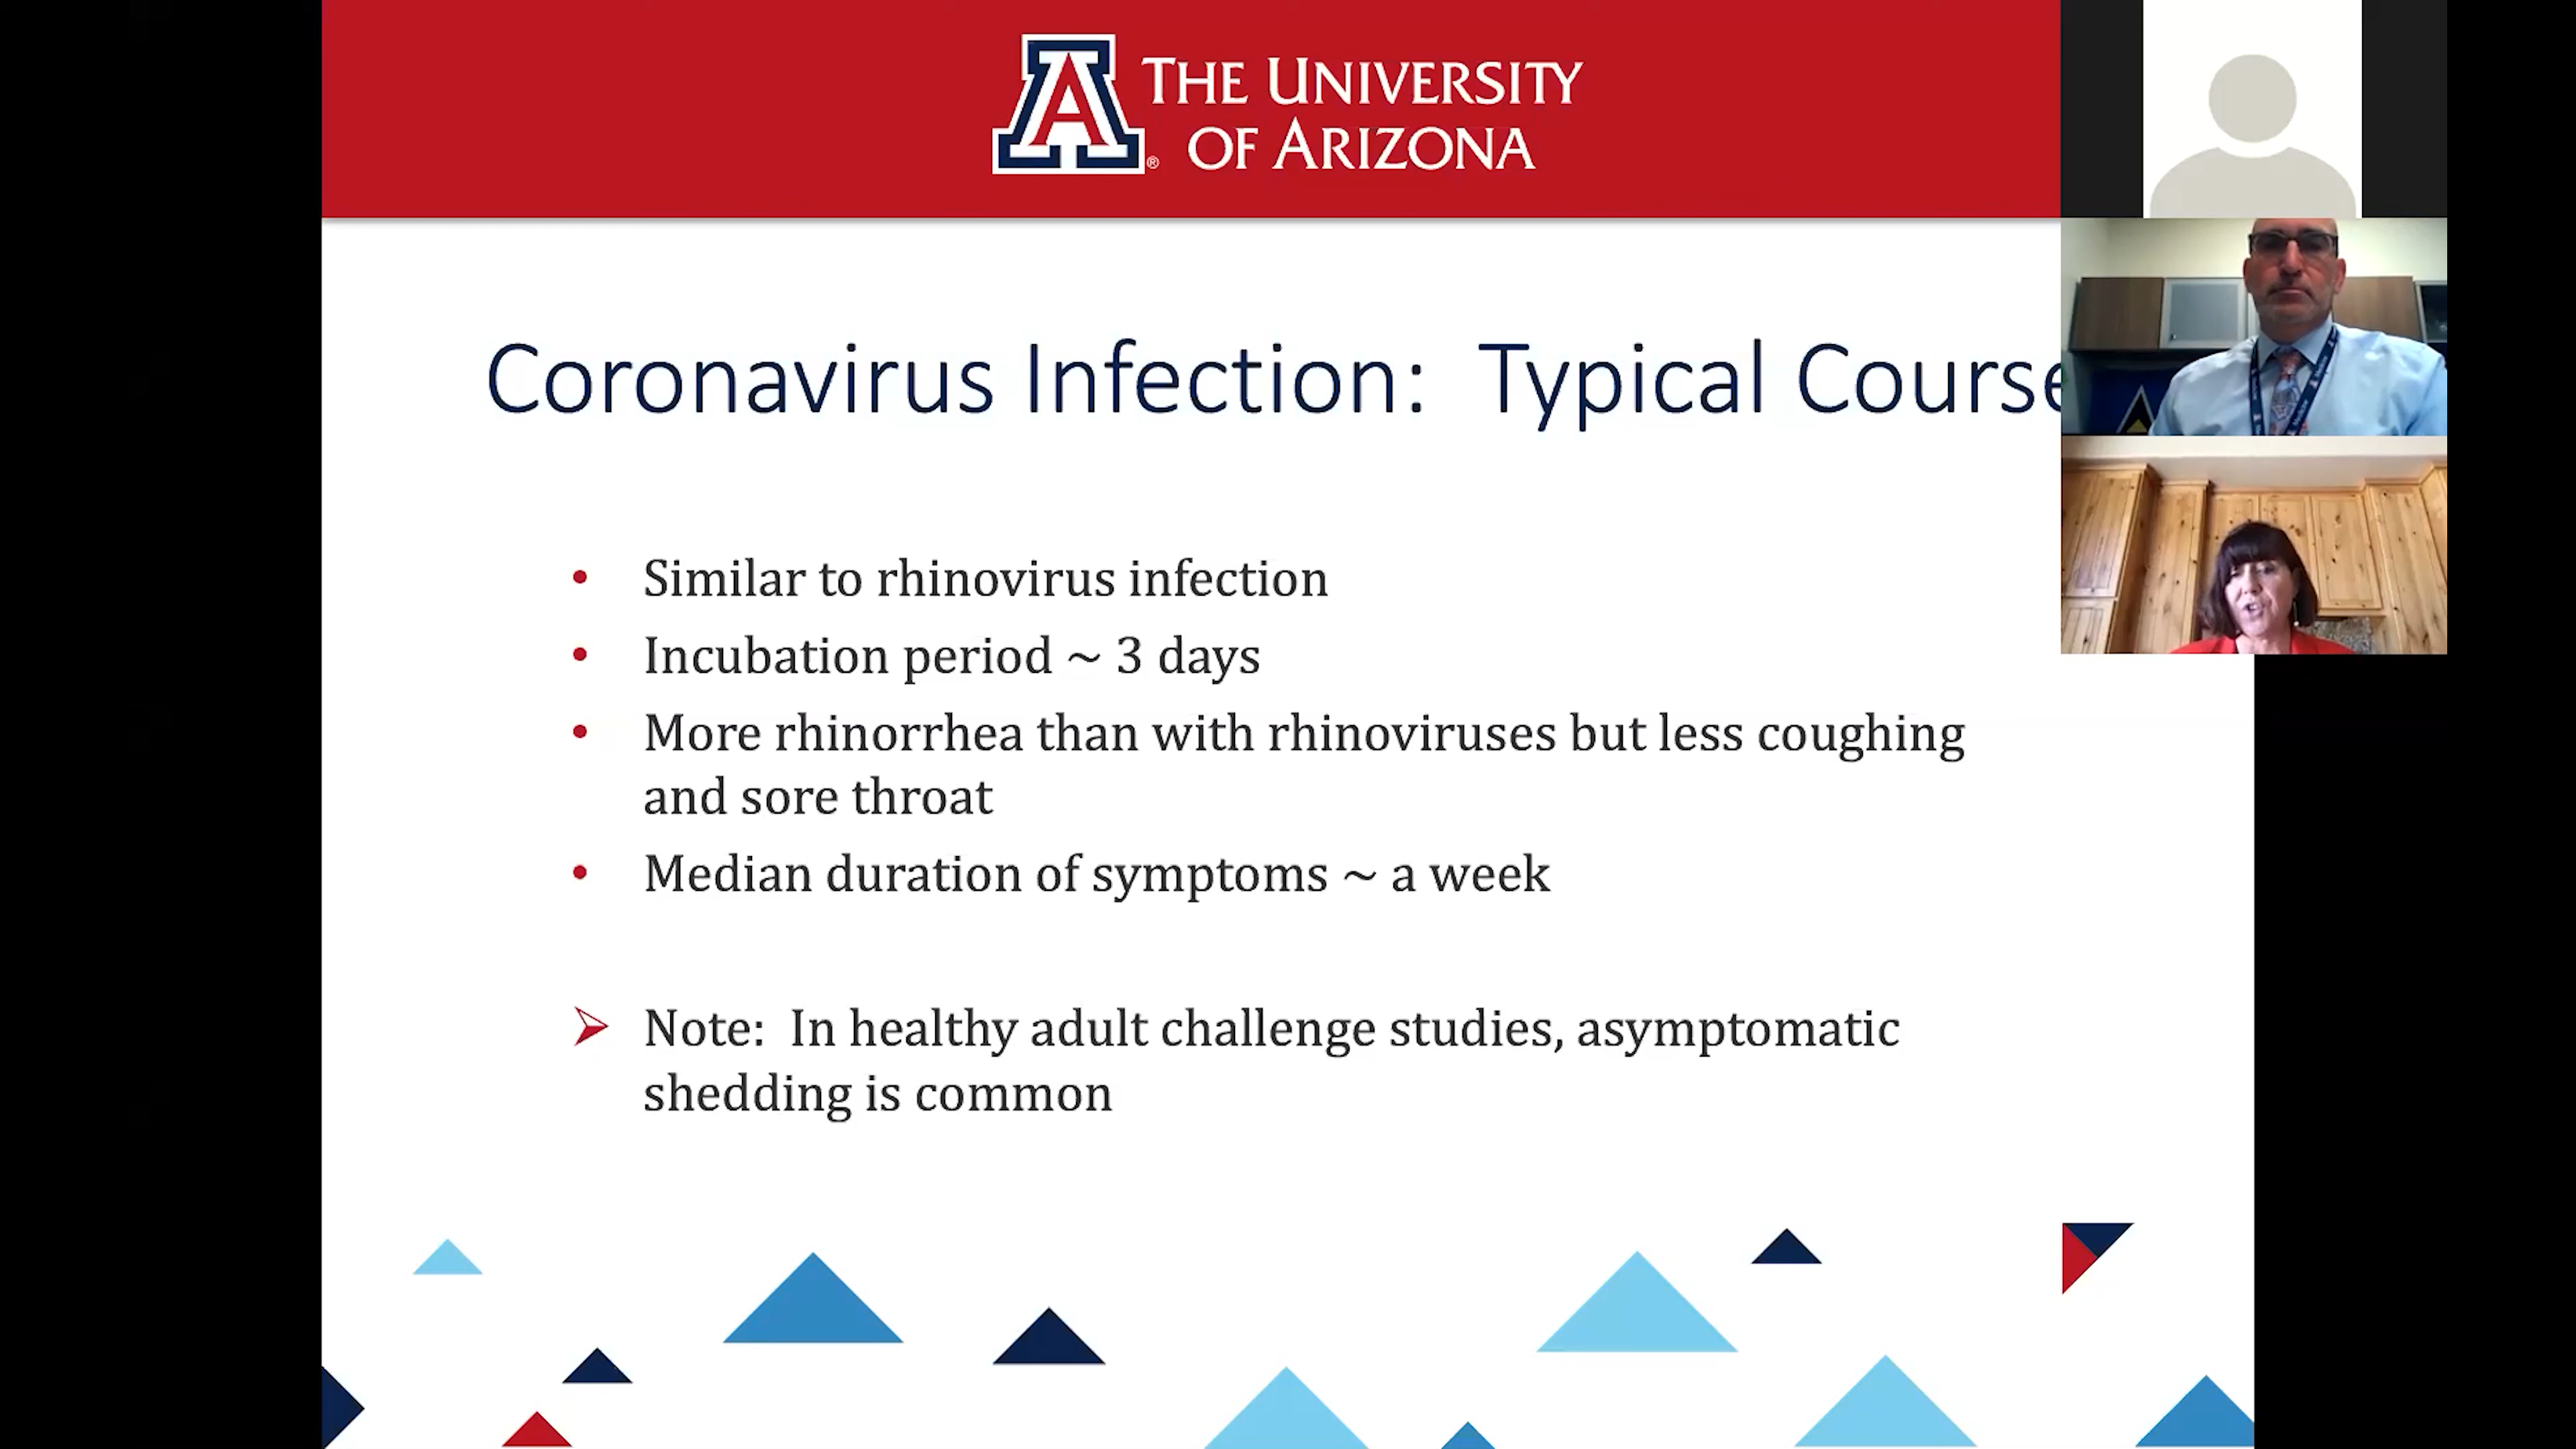 THE UNIVERSITY
OF ARIZONA
Coronavirus Infection: Typical Course
• Similar to rhinovirus infection
• Incubation period ~ 3 days
• More rhinorrhea than with rhinoviruses but less coughing
and sore throat
• Median duration of symptoms ~ a week
➢ Note: In healthy adult challenge studies, asymptomatic
shedding is common